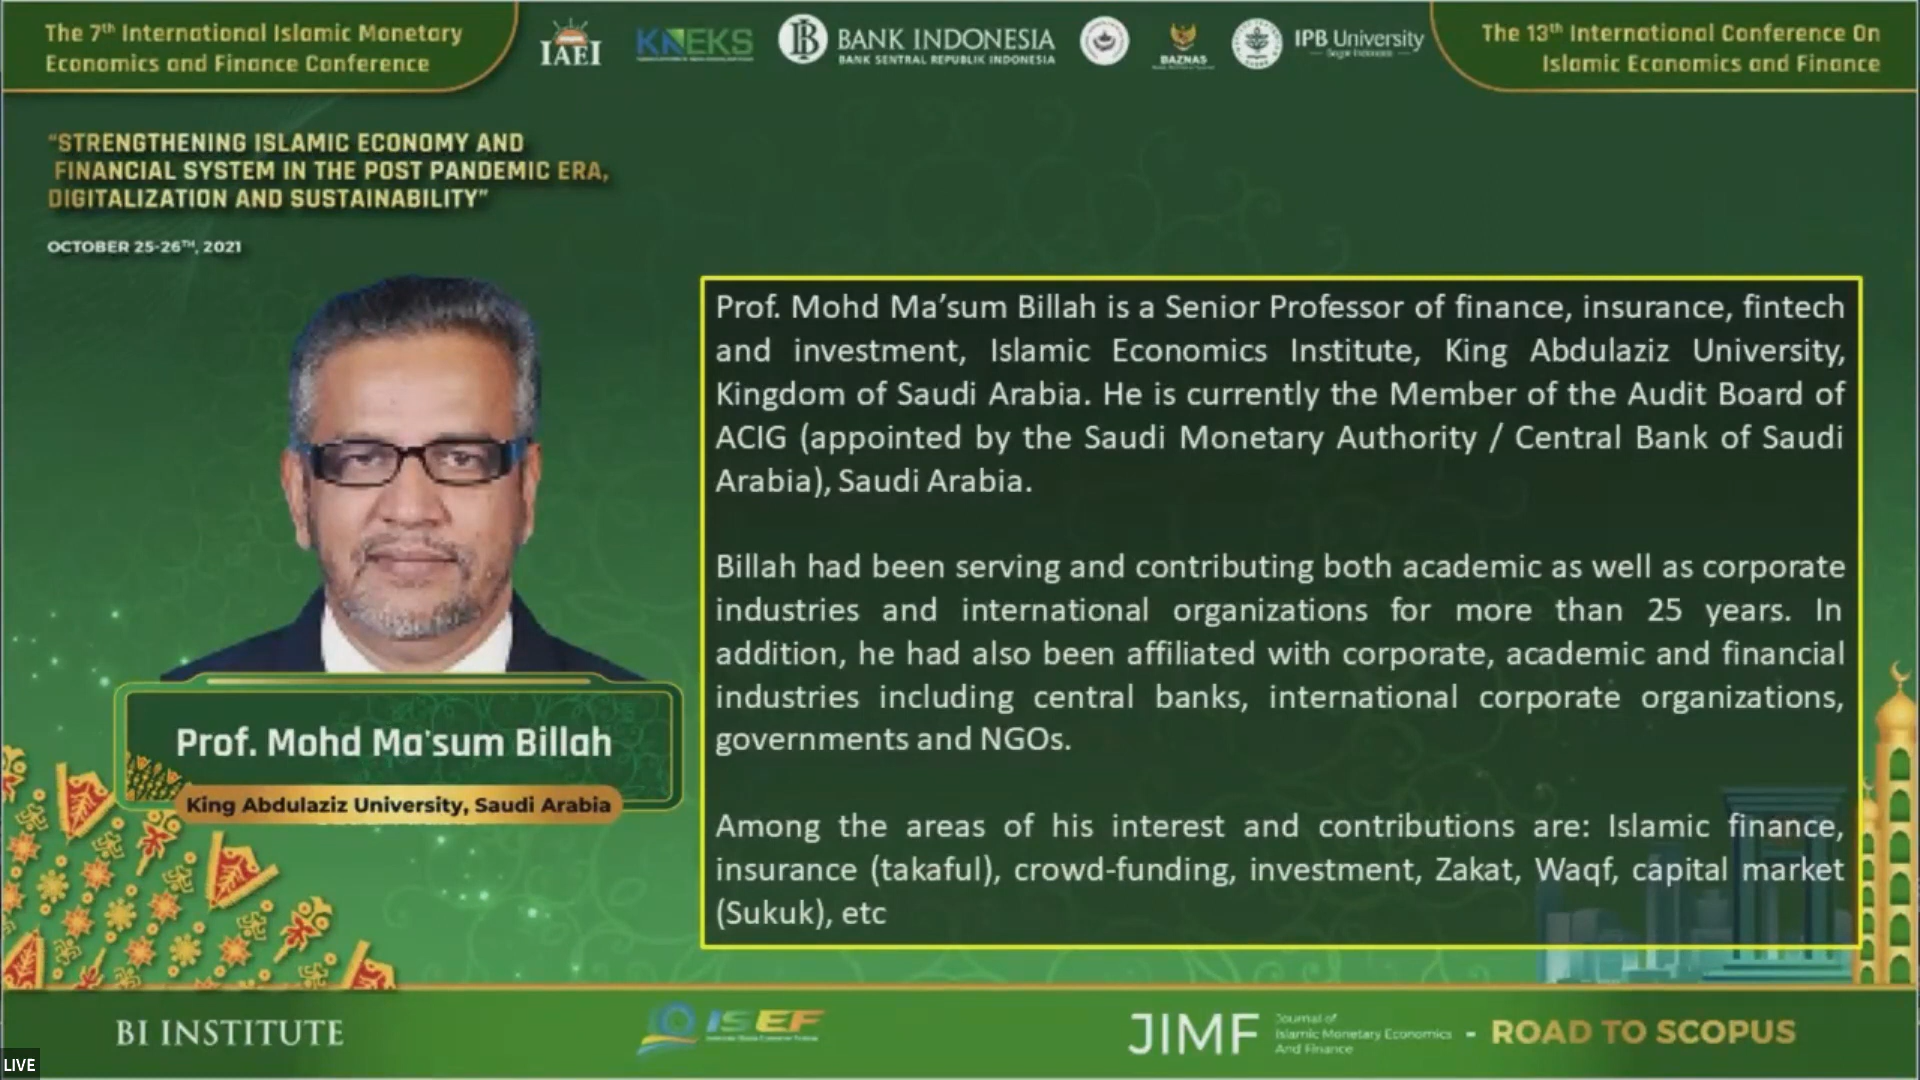 The 7th International Islamic Monetary
Economics and Finance Conference
IAEI
KNEKS
BANK INDONESIA
BANK SENTRAL REPUBLIK INDONESIA
BAZNAS
IPB University
The 13th International Conference On
Islamic Economics and Finance
"STRENGTHENING ISLAMIC ECONOMY AND
FINANCIAL SYSTEM IN THE POST PANDEMIC ERA,
DIGITALIZATION AND SUSTAINABILITY"
OCTOBER 25-26TH, 2021
Prof. Mohd Ma'sum Billah
King Abdulaziz University, Saudi Arabia
Prof. Mohd Ma’sum Billah is a Senior Professor of finance, insurance, fintech
and investment, Islamic Economics Institute, King Abdulaziz University,
Kingdom of Saudi Arabia. He is currently the Member of the Audit Board of
ACIG (appointed by the Saudi Monetary Authority / Central Bank of Saudi
Arabia), Saudi Arabia.
Billah had been serving and contributing both academic as well as corporate
industries and international organizations for more than 25 years. In
addition, he had also been affiliated with corporate, academic and financial
industries including central banks, international corporate organizations,
governments and NGOs.
Among the areas of his interest and contributions are: Islamic finance,
insurance (takaful), crowd-funding, investment, Zakat, Waqf, capital market
(Sukuk), etc
BI INSTITUTE
ISEF
JIMF
Journal of
Islamic Monetary Economics
And Finance
- ROAD TO SCOPUS
LIVE